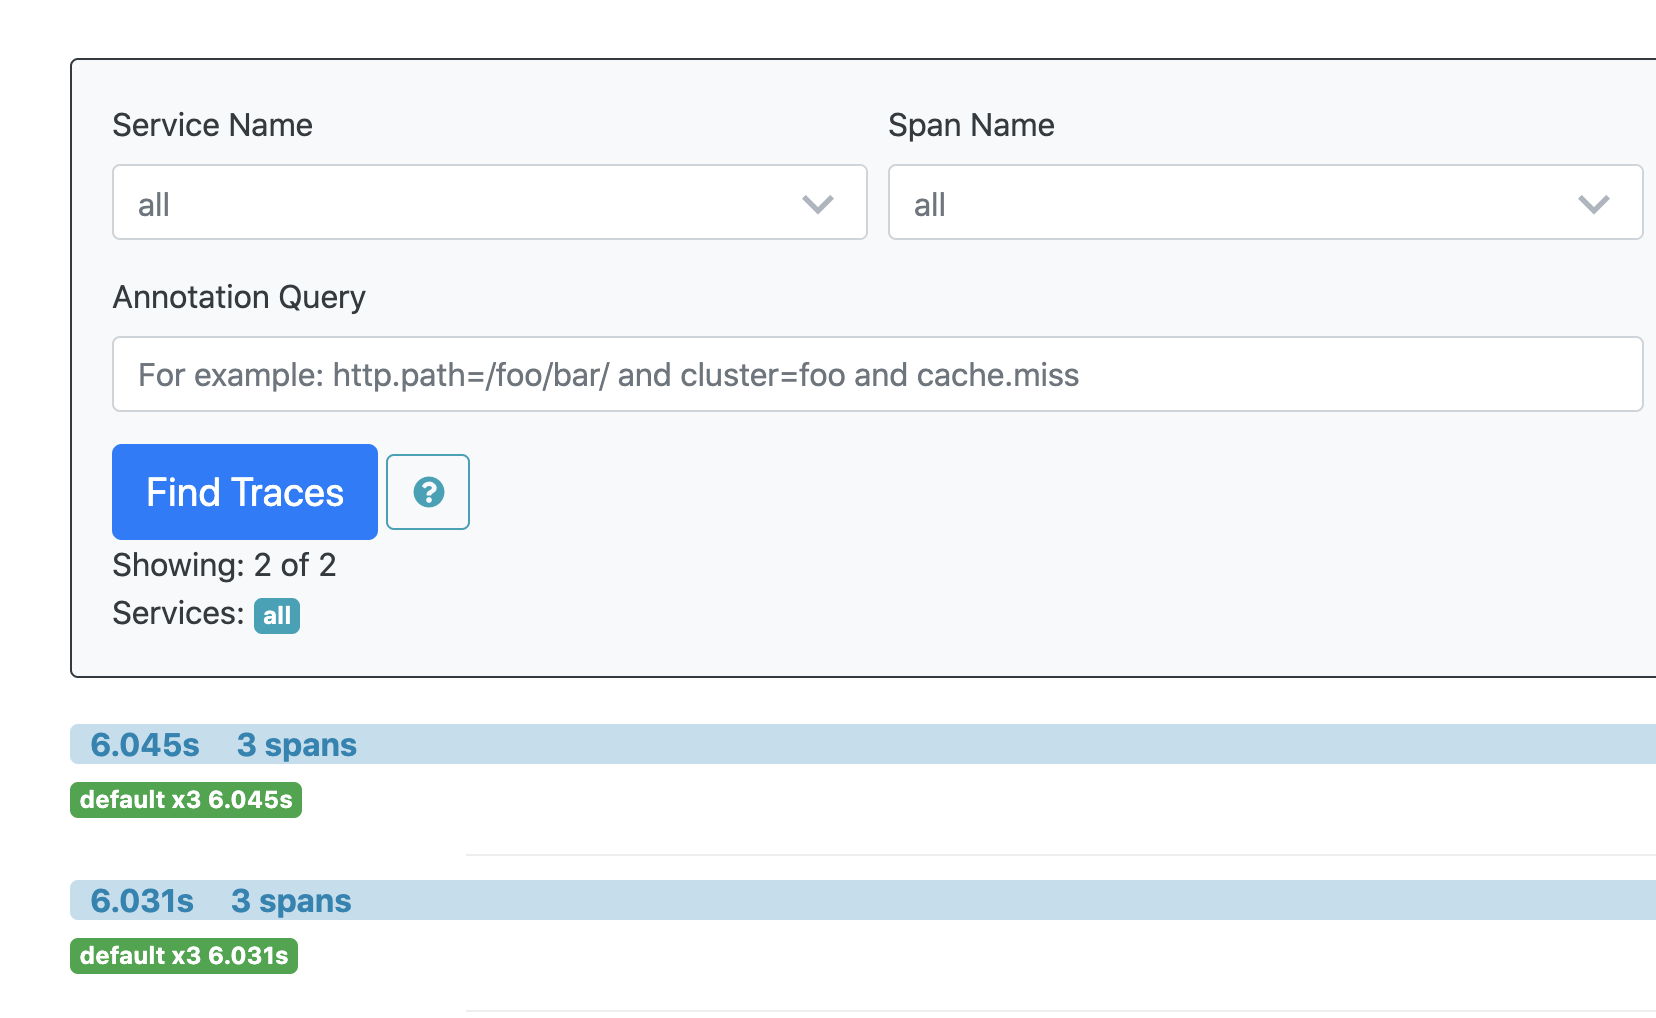 Service Name
Span Name
all
all
Annotation Query
For example: http.path=/foo/bar/ and cluster=foo and cache.miss
Find Traces
?
Showing: 2 of 2
Services: all
6.045s 3 spans
default x3 6.045s
6.031s 3 spans
default x3 6.031s